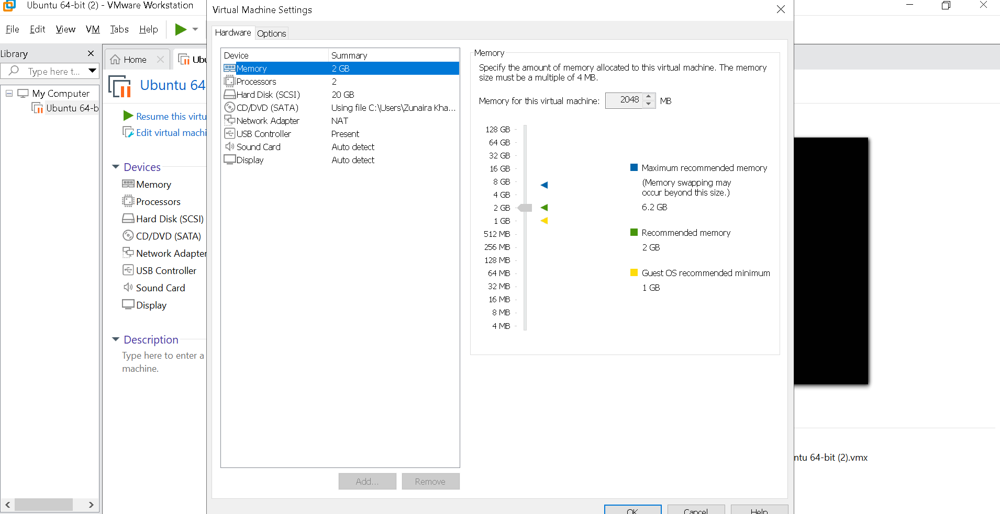 Ubuntu 64-bit (2) - VMware Workstation
File Edit View VM Tabs Help
Library
Type here t...
My Computer
Ubuntu 64-b
Home
Ubu
Ubuntu 64
Resume this virtu
Edit virtual machi
Devices
Memory
Processors
Hard Disk (SCSI)
CD/DVD (SATA)
Network Adapter
USB Controller
Sound Card
Display
Description
Type here to enter a
machine.
Virtual Machine Settings
Hardware Options
Device Summary
Memory 2 GB
Processors 2
Hard Disk (SCSI) 20 GB
CD/DVD (SATA) Using file C:\Users\Zunaira Kha...
Network Adapter NAT
USB Controller Present
Sound Card Auto detect
Display Auto detect
Add... Remove
Memory
Specify the amount of memory allocated to this virtual machine. The memory
size must be a multiple of 4 MB.
Memory for this virtual machine: 2048 MB
128 GB
64 GB
32 GB
16 GB
8 GB
4 GB
2 GB
1 GB
512 MB
256 MB
128 MB
64 MB
32 MB
16 MB
8 MB
4 MB
Maximum recommended memory
(Memory swapping may
occur beyond this size.)
6.2 GB
Recommended memory
2 GB
Guest OS recommended minimum
1 GB
OK Cancel Help
ntu 64-bit (2).vmx